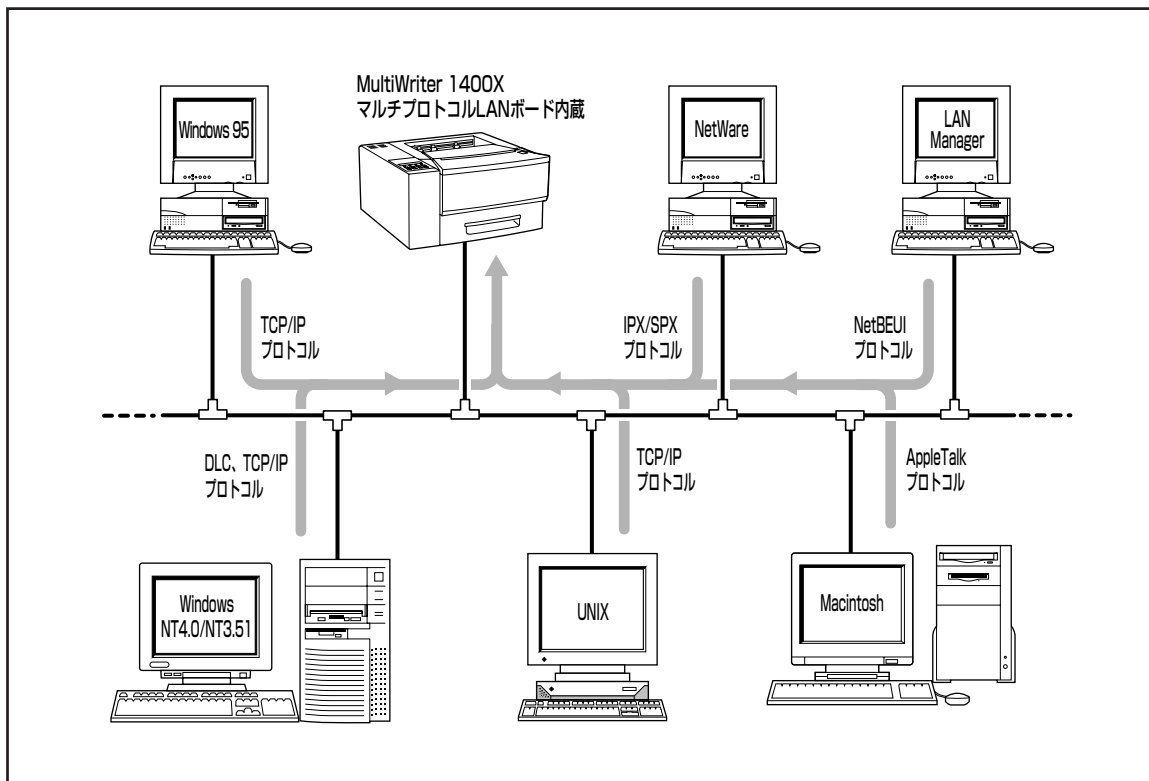 MultiWriter 1400X
マルチプロトコルLANボード内蔵
Windows 95
NetWare
LAN
Manager
TCP/IP
プロトコル
IPX/SPX
プロトコル
NetBEUI
プロトコル
DLC、TCP/IP
プロトコル
TCP/IP
プロトコル
AppleTalk
プロトコル
Windows
NT4.0/NT3.51
UNIX
Macintosh